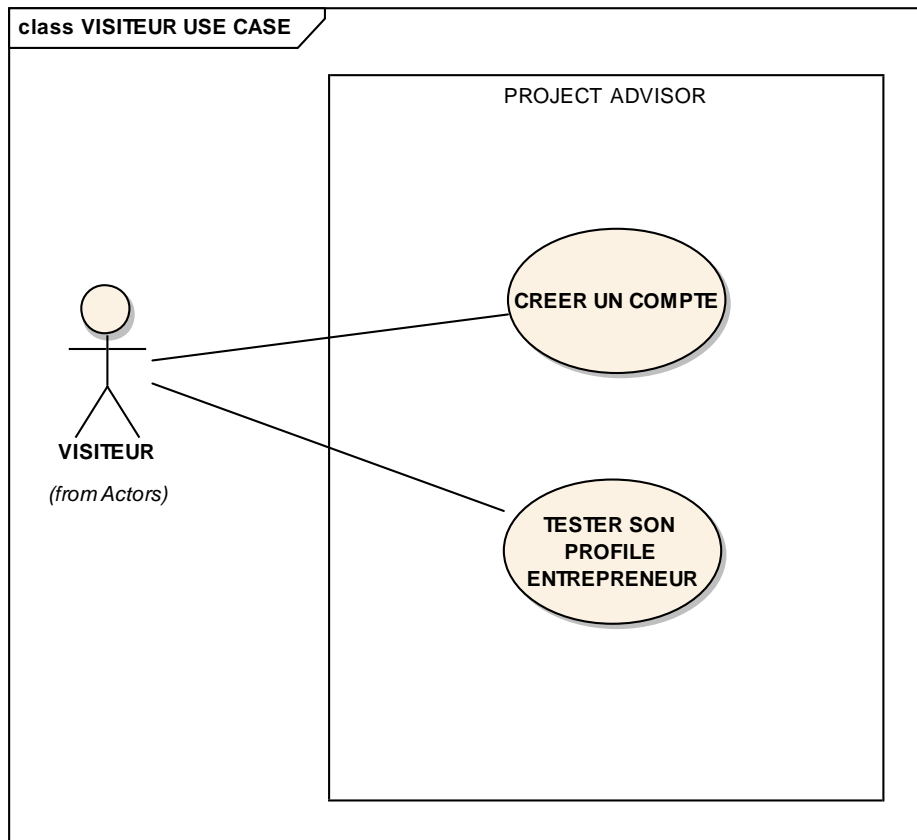 class VISITEUR USE CASE
PROJECT ADVISOR
CREER UN COMPTE
VISITEUR
(from Actors)
TESTER SON
PROFILE
ENTREPRENEUR